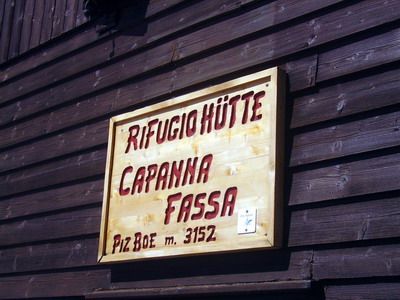 RIFUGIO HÜTTE
CAPANNA
FASSA
PIZ BOE m. 3152